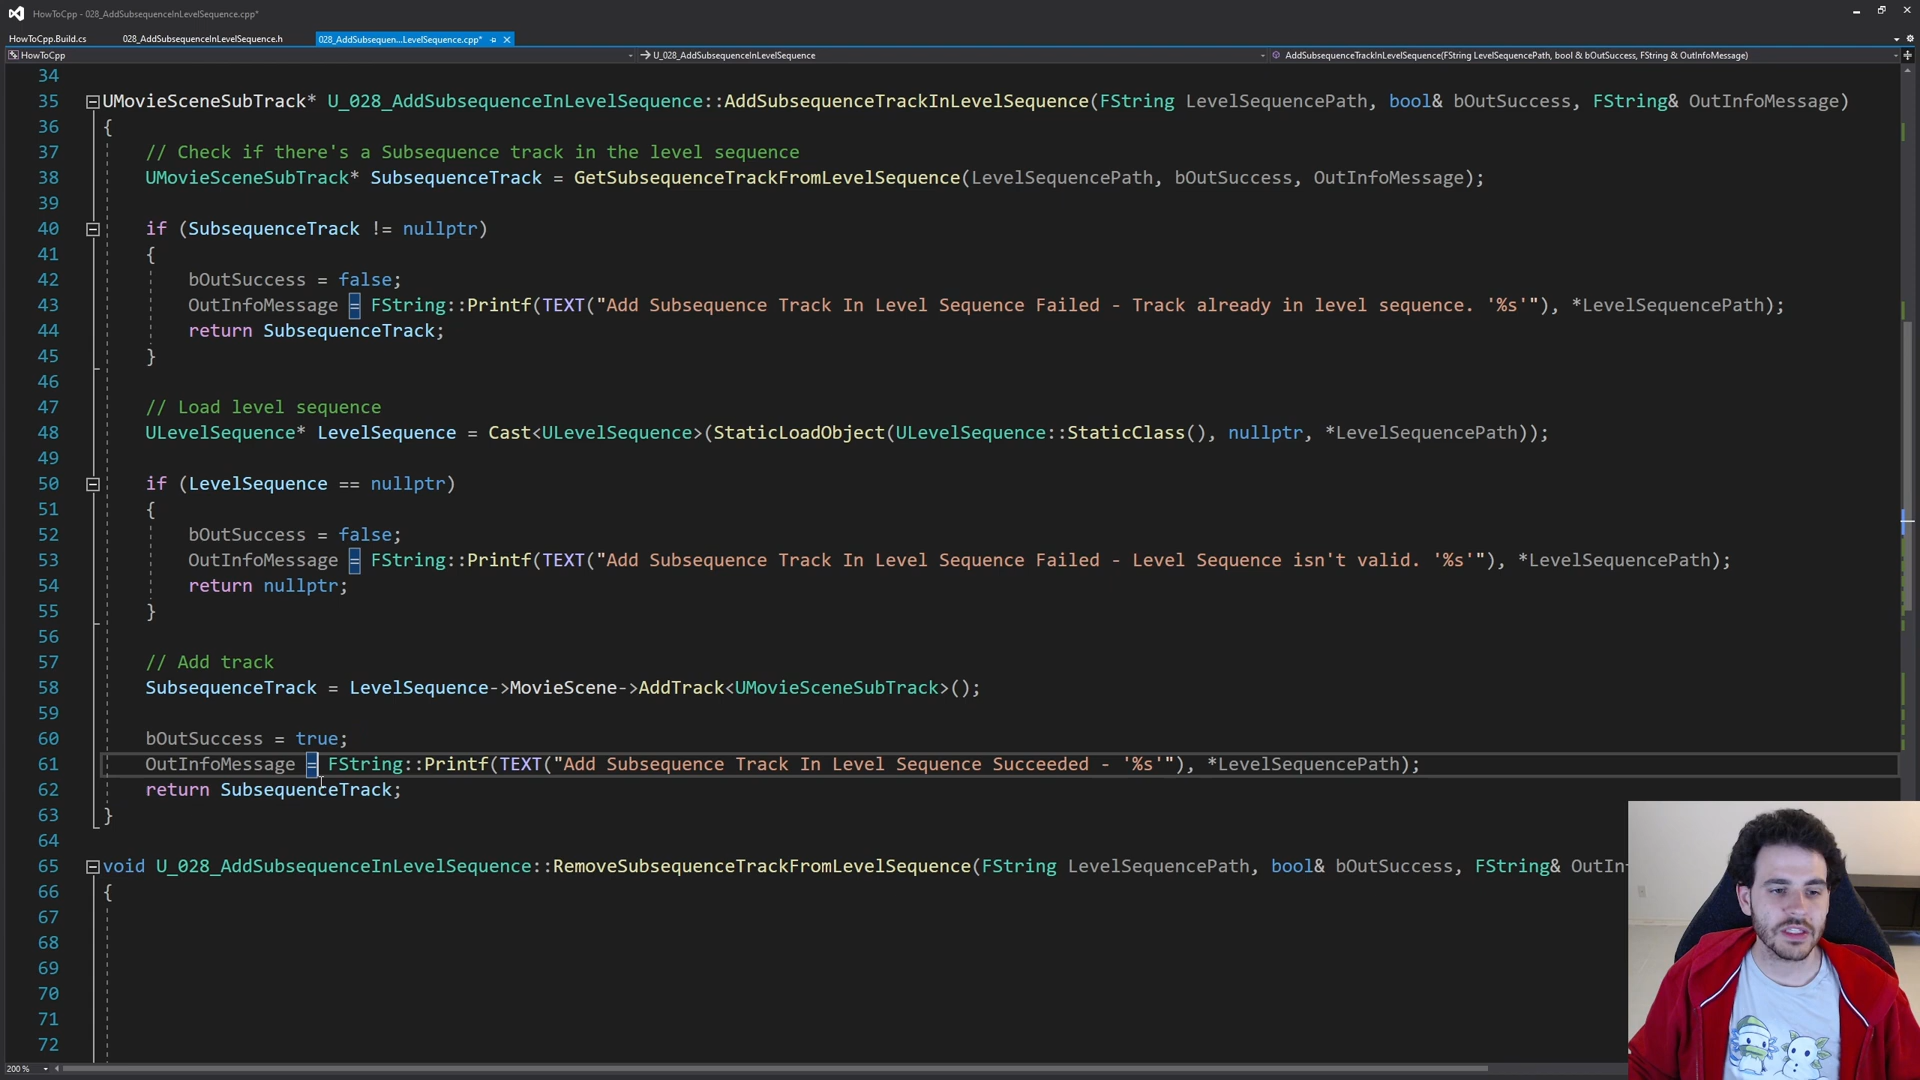 HowToCpp - 028_AddSubsequenceInLevelSequence.cpp*
HowToCpp.Build.cs 028_AddSubsequenceInLevelSequence.h 028_AddSubsequen...LevelSequence.cpp*
HowToCpp U_028_AddSubsequenceInLevelSequence AddSubsequenceTrackInLevelSequence(FString LevelSequencePath, bool & bOutSuccess, FString & OutInfoMessage)
34
35 UMovieSceneSubTrack* U_028_AddSubsequenceInLevelSequence::AddSubsequenceTrackInLevelSequence(FString LevelSequencePath, bool& bOutSuccess, FString& OutInfoMessage)
36 {
37 // Check if there's a Subsequence track in the level sequence
38 UMovieSceneSubTrack* SubsequenceTrack = GetSubsequenceTrackFromLevelSequence(LevelSequencePath, bOutSuccess, OutInfoMessage);
39
40 if (SubsequenceTrack != nullptr)
41 {
42 bOutSuccess = false;
43 OutInfoMessage = FString::Printf(TEXT("Add Subsequence Track In Level Sequence Failed - Track already in level sequence. '%s'"), *LevelSequencePath);
44 return SubsequenceTrack;
45 }
46
47 // Load level sequence
48 ULevelSequence* LevelSequence = Cast<ULevelSequence>(StaticLoadObject(ULevelSequence::StaticClass(), nullptr, *LevelSequencePath));
49
50 if (LevelSequence == nullptr)
51 {
52 bOutSuccess = false;
53 OutInfoMessage = FString::Printf(TEXT("Add Subsequence Track In Level Sequence Failed - Level Sequence isn't valid. '%s'"), *LevelSequencePath);
54 return nullptr;
55 }
56
57 // Add track
58 SubsequenceTrack = LevelSequence->MovieScene->AddTrack<UMovieSceneSubTrack>();
59
60 bOutSuccess = true;
61 OutInfoMessage = FString::Printf(TEXT("Add Subsequence Track In Level Sequence Succeeded - '%s'"), *LevelSequencePath);
62 return SubsequenceTrack;
63 }
64
65 void U_028_AddSubsequenceInLevelSequence::RemoveSubsequenceTrackFromLevelSequence(FString LevelSequencePath, bool& bOutSuccess, FString& OutIn
66 {
67
68
69
70
71
72
200 %